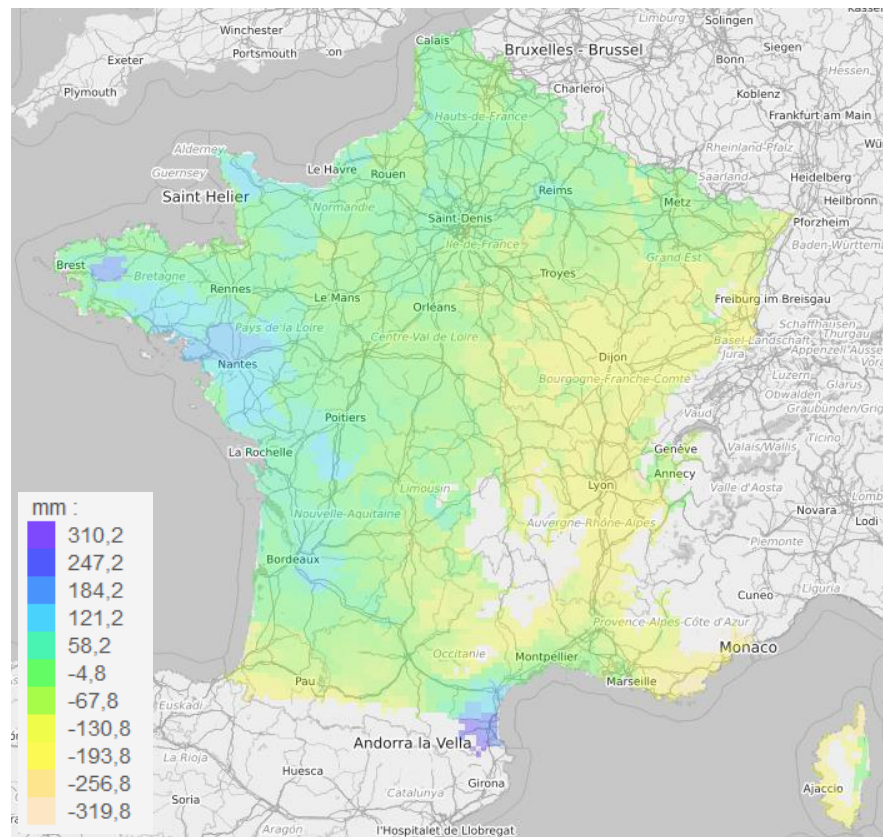 Winchester
Exeter
Portsmouth
Plymouth
Calais
Bruxelles - Brussel
Charleroi
Limburg
Solingen
Siegen
Bonn
Hessen
Koblenz
Frankfurt am Main
Rheinland-Pfalz
Hauts-de-France
Alderney
Guernsey
Saint Helier
Le Havre
Rouen
Reims
Saarland
Heidelberg
Heilbronn
Metz
Normandie
Saint-Denis
Île-de-France
Pforzheim
Baden-Württem
Brest
Bretagne
Rennes
Le Mans
Troyes
Grand Est
Orléans
Freiburg im Breisgau
Pays de la Loire
Centre-Val de Loire
Schaffhausen
Thurgau
Basel-Landschaft
Appenzell Ausse
Jura
Nantes
Dijon
Bourgogne-Franche-Comté
Luzern
Glarus
Obwalden
Graubünden/Grig
Poitiers
Vaud
Ticino
Valais/Wallis
La Rochelle
Genève
Annecy
Limousin
Lyon
Valle d'Aosta
Novara
Lodi
Nouvelle-Aquitaine
Auvergne-Rhône-Alpes
Piemonte
Bordeaux
Cuneo
Liguria
Provence-Alpes-Côte d'Azur
Occitanie
Montpellier
Monaco
Marseille
Pau
Euskadi
Andorra la Vella
La Rioja
Huesca
Girona
Soria
Catalunya
Aragón
l'Hospitalet de Llobregat
Ajaccio
mm :
310,2
247,2
184,2
121,2
58,2
-4,8
-67,8
-130,8
-193,8
-256,8
-319,8